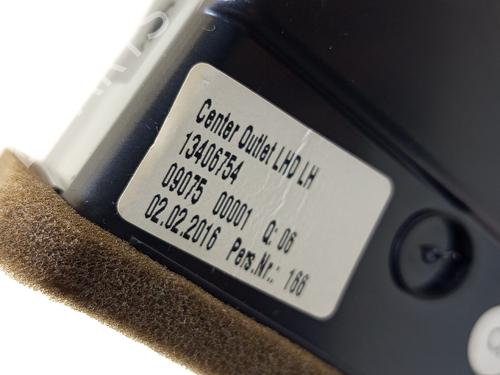 Center Outlet LHD LH
13406754
09075 00001 Q: 06
02.02.2016 Pers.Nr.: 166